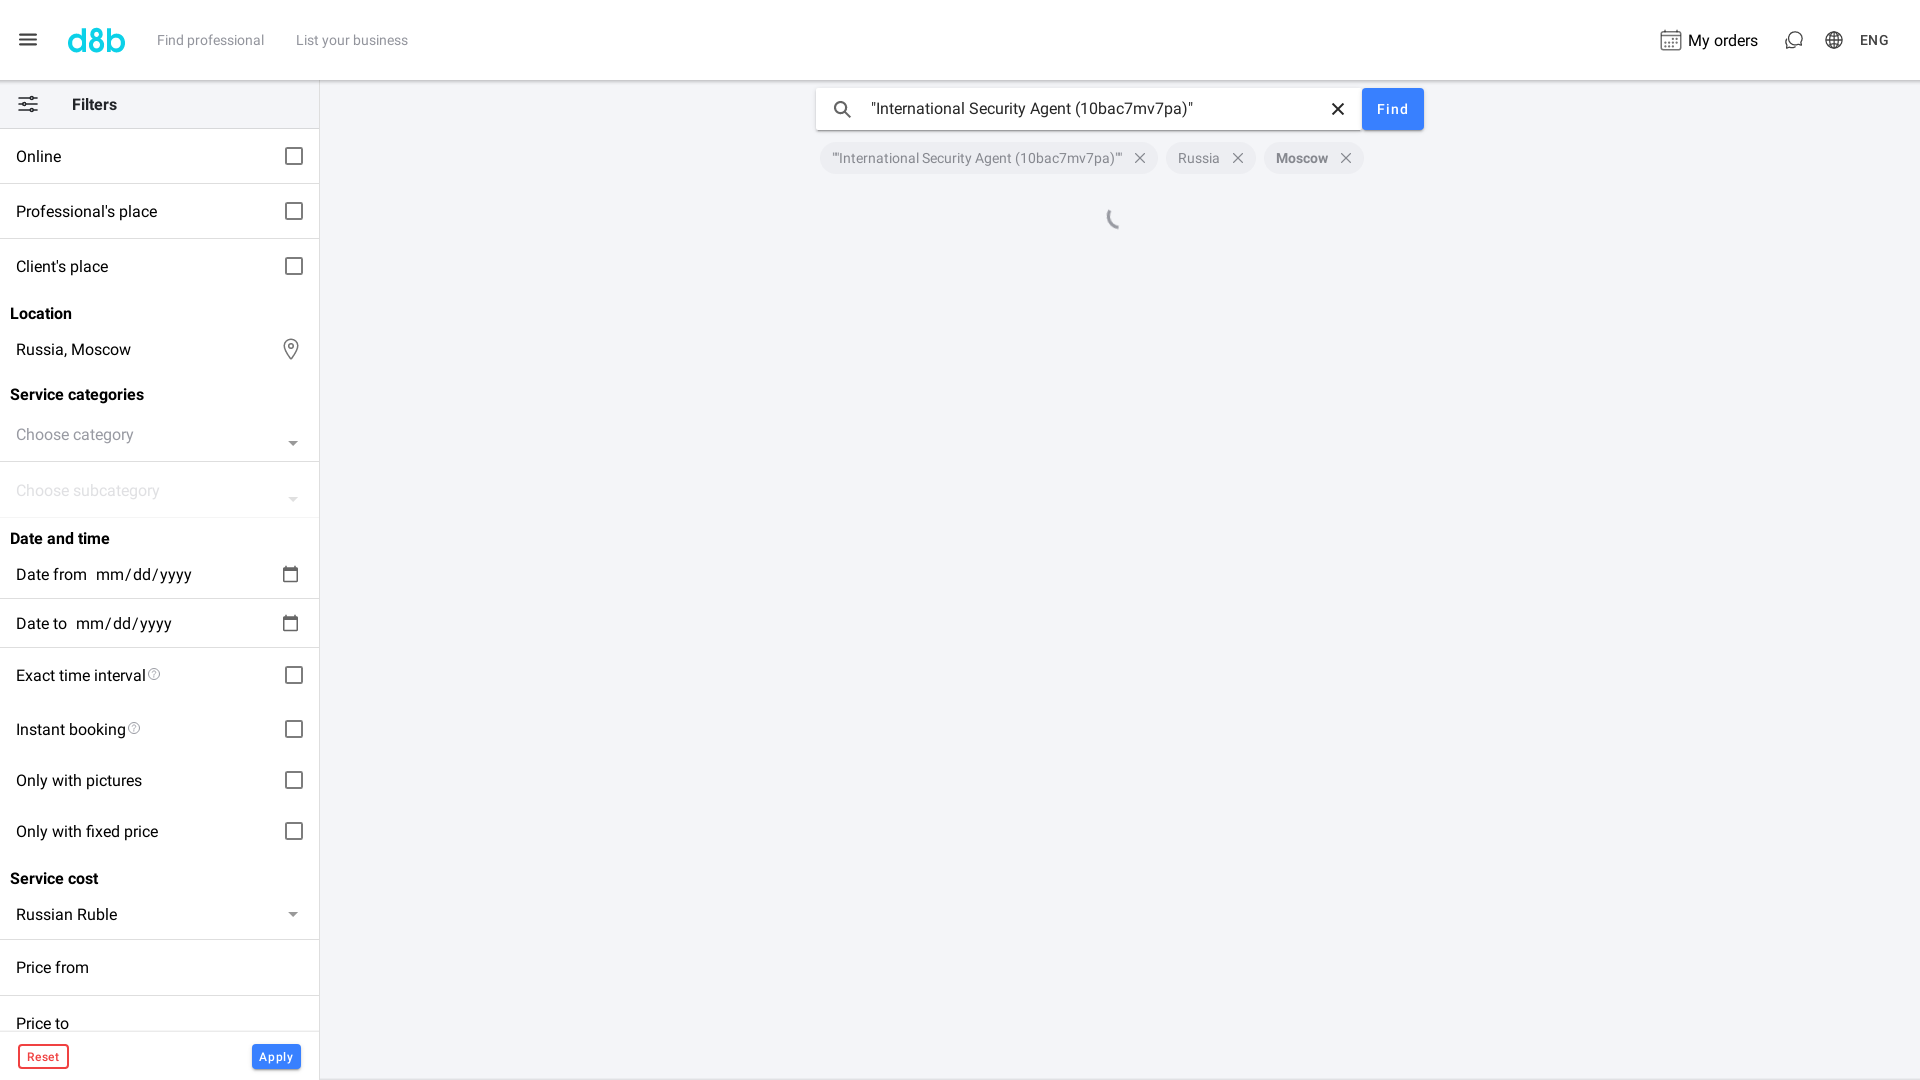 d8b
Find professional
List your business
My orders
ENG
Filters
Online
Professional's place
Client's place
Location
Russia, Moscow
Service categories
Choose category
Choose subcategory
Date and time
Date from mm/dd/yyyy
Date to mm/dd/yyyy
Exact time interval
Instant booking
Only with pictures
Only with fixed price
Service cost
Russian Ruble
Price from
Price to
Reset
Apply
"International Security Agent (10bac7mv7pa)"
Find
""International Security Agent (10bac7mv7pa)""
Russia
Moscow